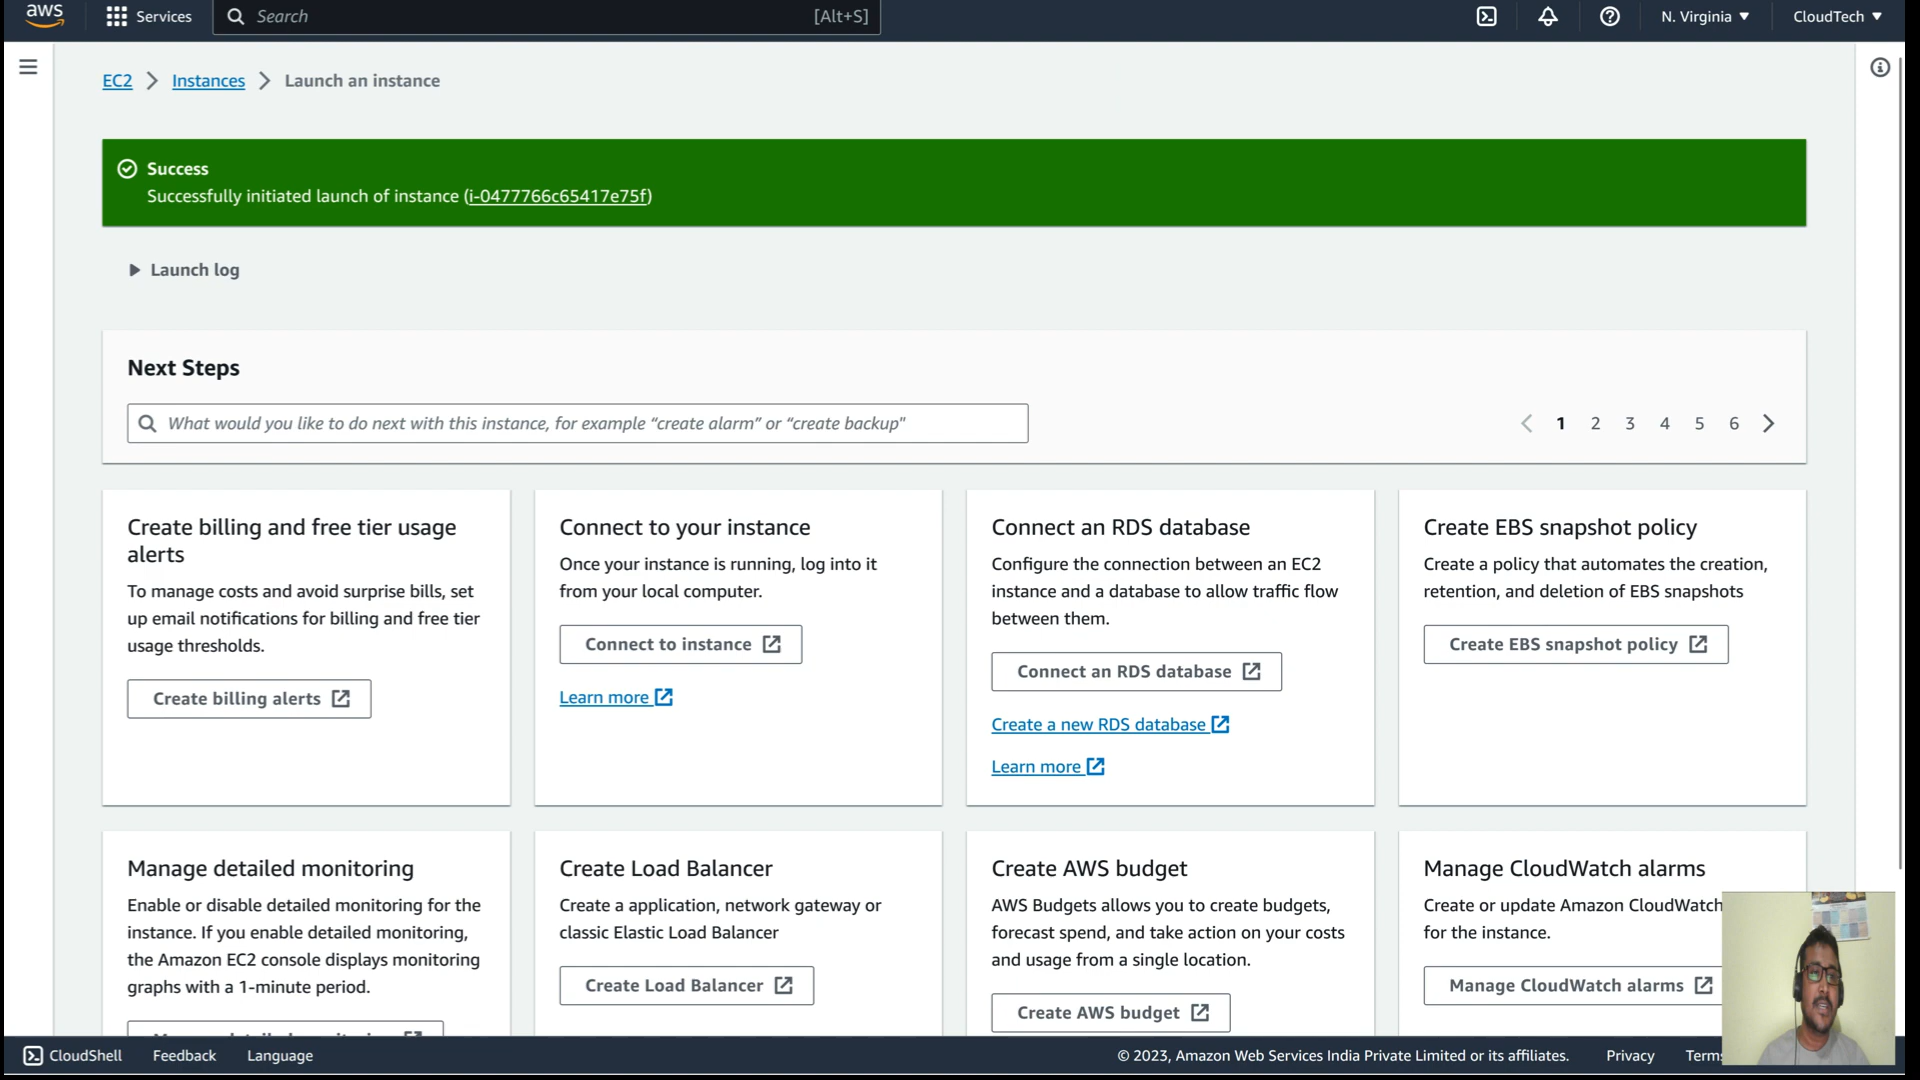 aws Services Search [Alt+S] N. Virginia CloudTech
EC2 Instances Launch an instance
Success
Successfully initiated launch of instance (i-0477766c65417e75f)
Launch log
Next Steps
What would you like to do next with this instance, for example “create alarm” or “create backup"
1 2 3 4 5 6
Create billing and free tier usage
alerts
To manage costs and avoid surprise bills, set
up email notifications for billing and free tier
usage thresholds.
Create billing alerts
Connect to your instance
Once your instance is running, log into it
from your local computer.
Connect to instance
Learn more
Connect an RDS database
Configure the connection between an EC2
instance and a database to allow traffic flow
between them.
Connect an RDS database
Create a new RDS database
Learn more
Create EBS snapshot policy
Create a policy that automates the creation,
retention, and deletion of EBS snapshots
Create EBS snapshot policy
Manage detailed monitoring
Enable or disable detailed monitoring for the
instance. If you enable detailed monitoring,
the Amazon EC2 console displays monitoring
graphs with a 1-minute period.
Create Load Balancer
Create a application, network gateway or
classic Elastic Load Balancer
Create Load Balancer
Create AWS budget
AWS Budgets allows you to create budgets,
forecast spend, and take action on your costs
and usage from a single location.
Create AWS budget
Manage CloudWatch alarms
Create or update Amazon CloudWatch
for the instance.
Manage CloudWatch alarms
CloudShell Feedback Language © 2023, Amazon Web Services India Private Limited or its affiliates. Privacy Terms